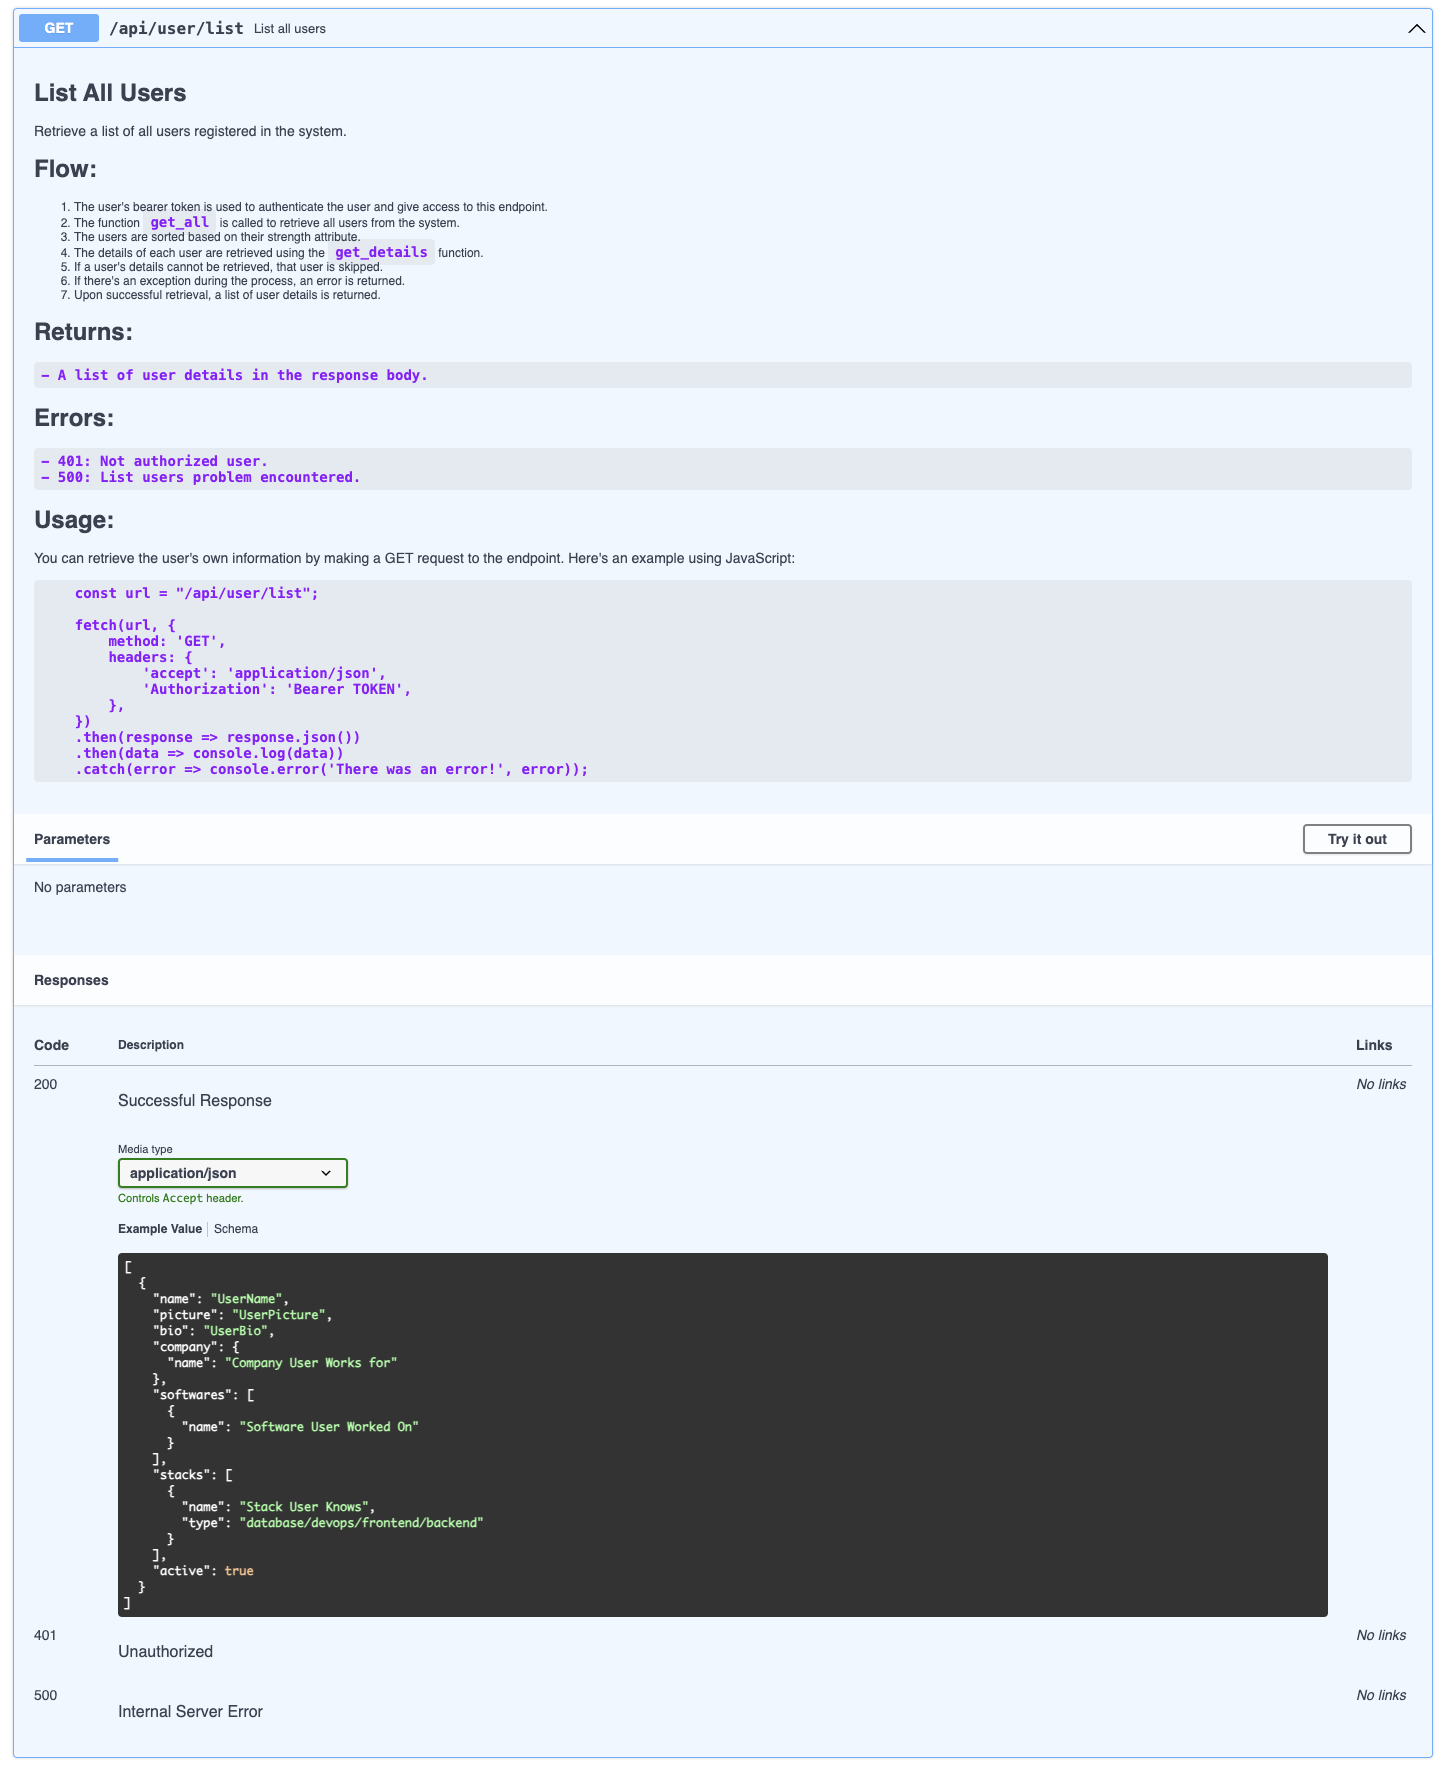 GET /api/user/list List all users
List All Users
Retrieve a list of all users registered in the system.
Flow:
1. The user's bearer token is used to authenticate the user and give access to this endpoint.
2. The function get_all is called to retrieve all users from the system.
3. The users are sorted based on their strength attribute.
4. The details of each user are retrieved using the get_details function.
5. If a user's details cannot be retrieved, that user is skipped.
6. If there's an exception during the process, an error is returned.
7. Upon successful retrieval, a list of user details is returned.
Returns:
- A list of user details in the response body.
Errors:
- 401: Not authorized user.
- 500: List users problem encountered.
Usage:
You can retrieve the user's own information by making a GET request to the endpoint. Here's an example using JavaScript:
const url = "/api/user/list";
fetch(url, {
    method: 'GET',
    headers: {
        'accept': 'application/json',
        'Authorization': 'Bearer TOKEN',
    },
})
.then(response => response.json())
.then(data => console.log(data))
.catch(error => console.error('There was an error!', error));
Parameters
Try it out
No parameters
Responses
Code Description Links
200 No links
Successful Response
Media type
application/json
Controls Accept header.
Example Value Schema
[
  {
    "name": "UserName",
    "picture": "UserPicture",
    "bio": "UserBio",
    "company": {
      "name": "Company User Works for"
    },
    "softwares": [
      {
        "name": "Software User Worked On"
      }
    ],
    "stacks": [
      {
        "name": "Stack User Knows",
        "type": "database/devops/frontend/backend"
      }
    ],
    "active": true
  }
]
401 No links
Unauthorized
500 No links
Internal Server Error